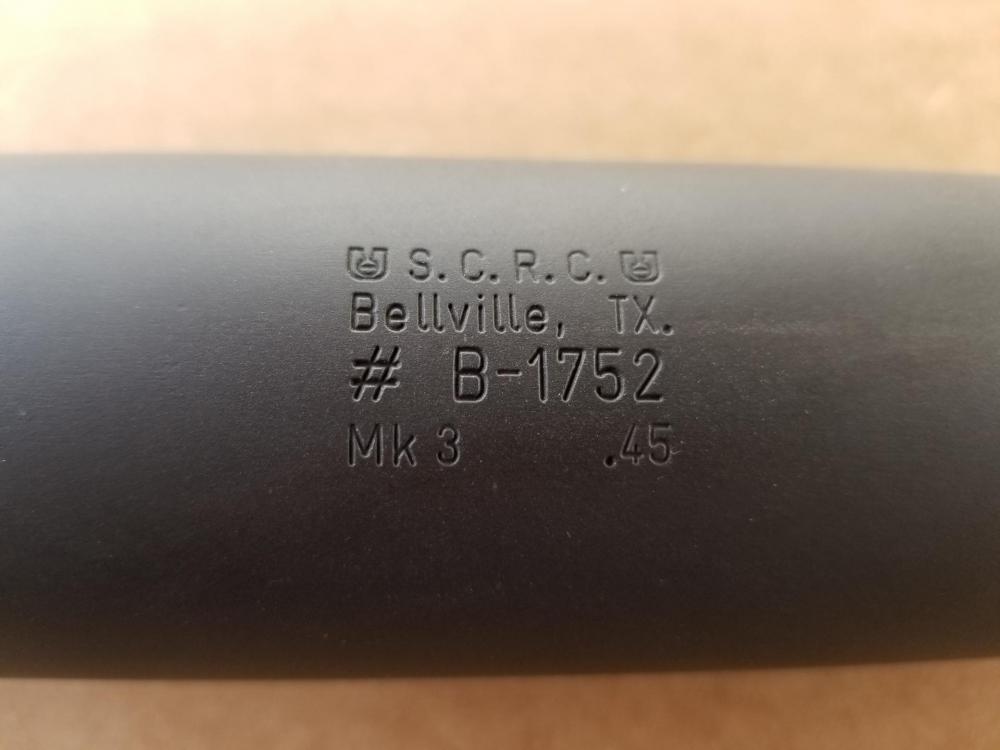 S.C.R.C.
Bellville, TX.
# B-1752
Mk 3 .45